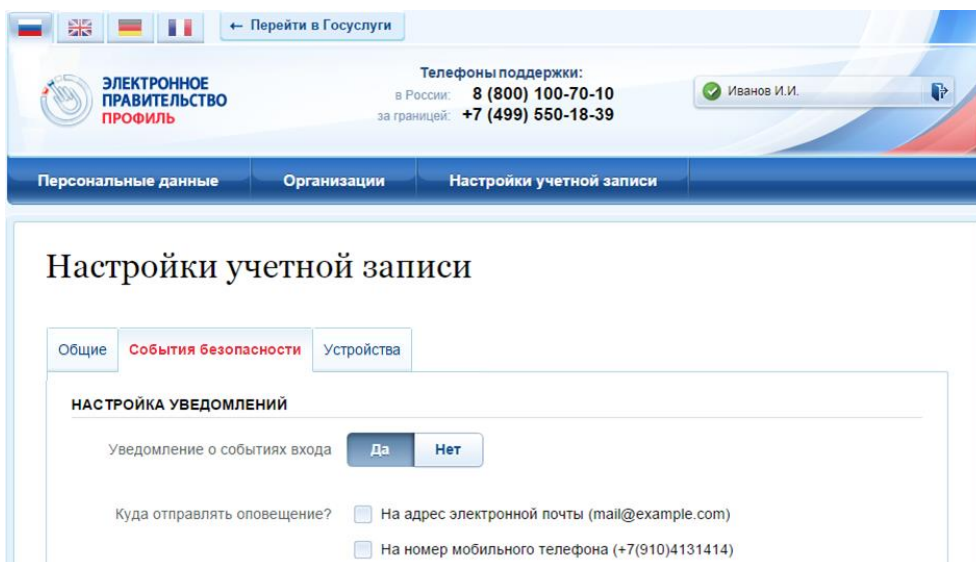 ← Перейти в Госуслуги
ЭЛЕКТРОННОЕ
ПРАВИТЕЛЬСТВО
ПРОФИЛЬ
Телефоны поддержки:
в России: 8 (800) 100-70-10
за границей: +7 (499) 550-18-39
Иванов И.И.
Персональные данные Организации Настройки учетной записи
Настройки учетной записи
Общие События безопасности Устройства
НАСТРОЙКА УВЕДОМЛЕНИЙ
Уведомление о событиях входа Да Нет
Куда отправлять оповещение? На адрес электронной почты (mail@example.com)
На номер мобильного телефона (+7(910)4131414)